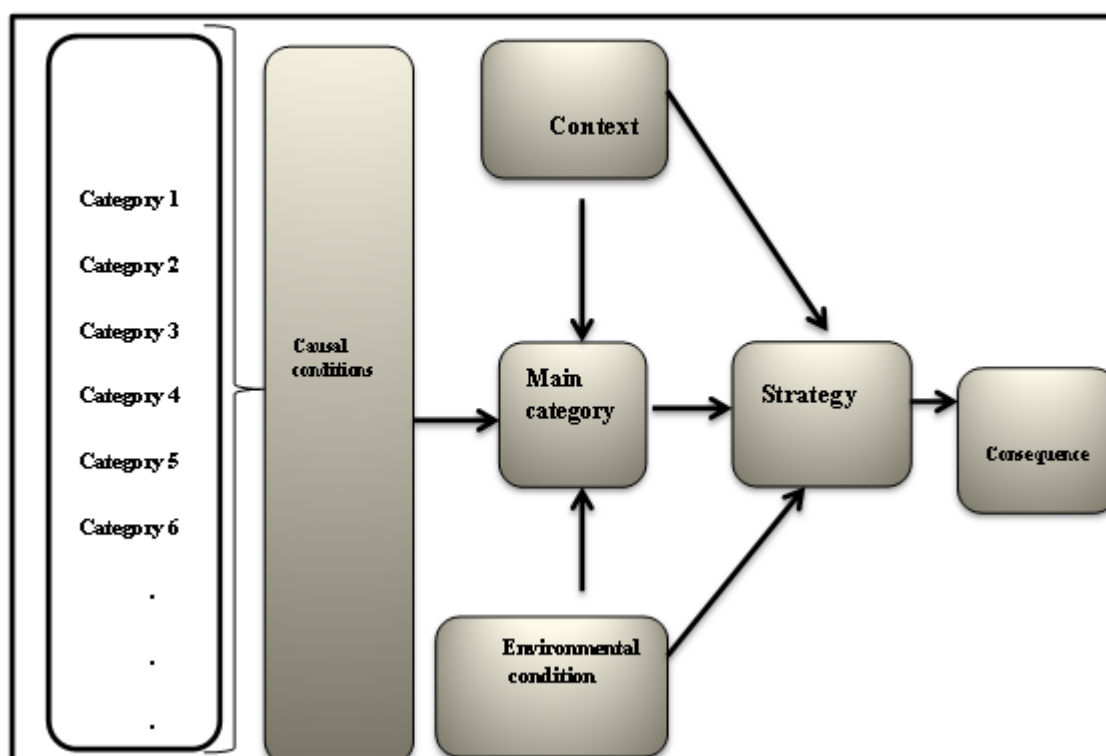 Category 1
Category 2
Category 3
Category 4
Category 5
Category 6
.
.
.
Causal
conditions
Context
Main
category
Environmental
condition
Strategy
Consequence